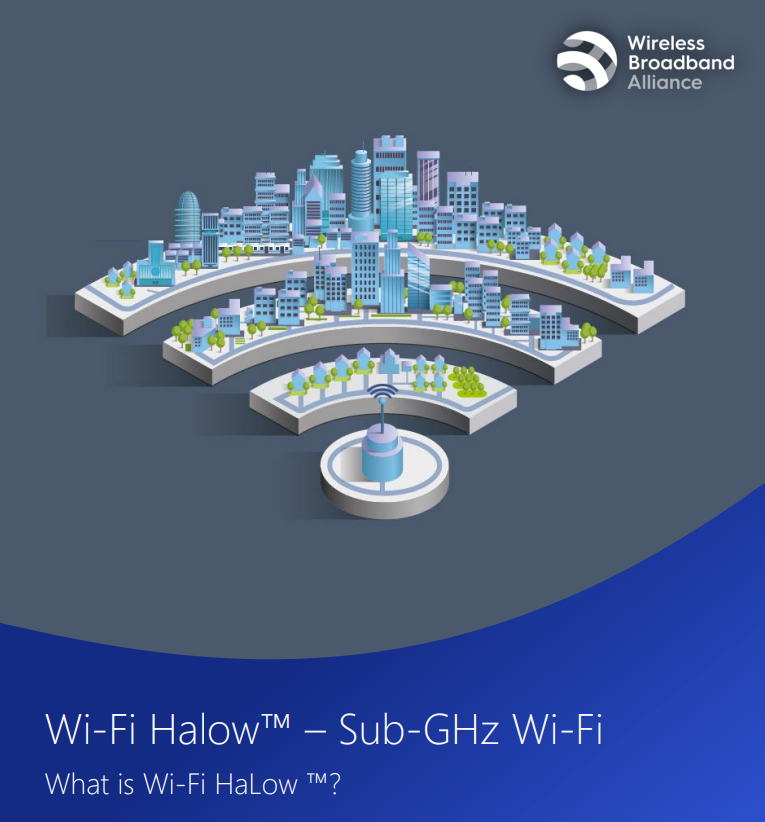 Wireless
Broadband
Alliance
Wi-Fi Halow™ – Sub-GHz Wi-Fi
What is Wi-Fi HaLow ™?